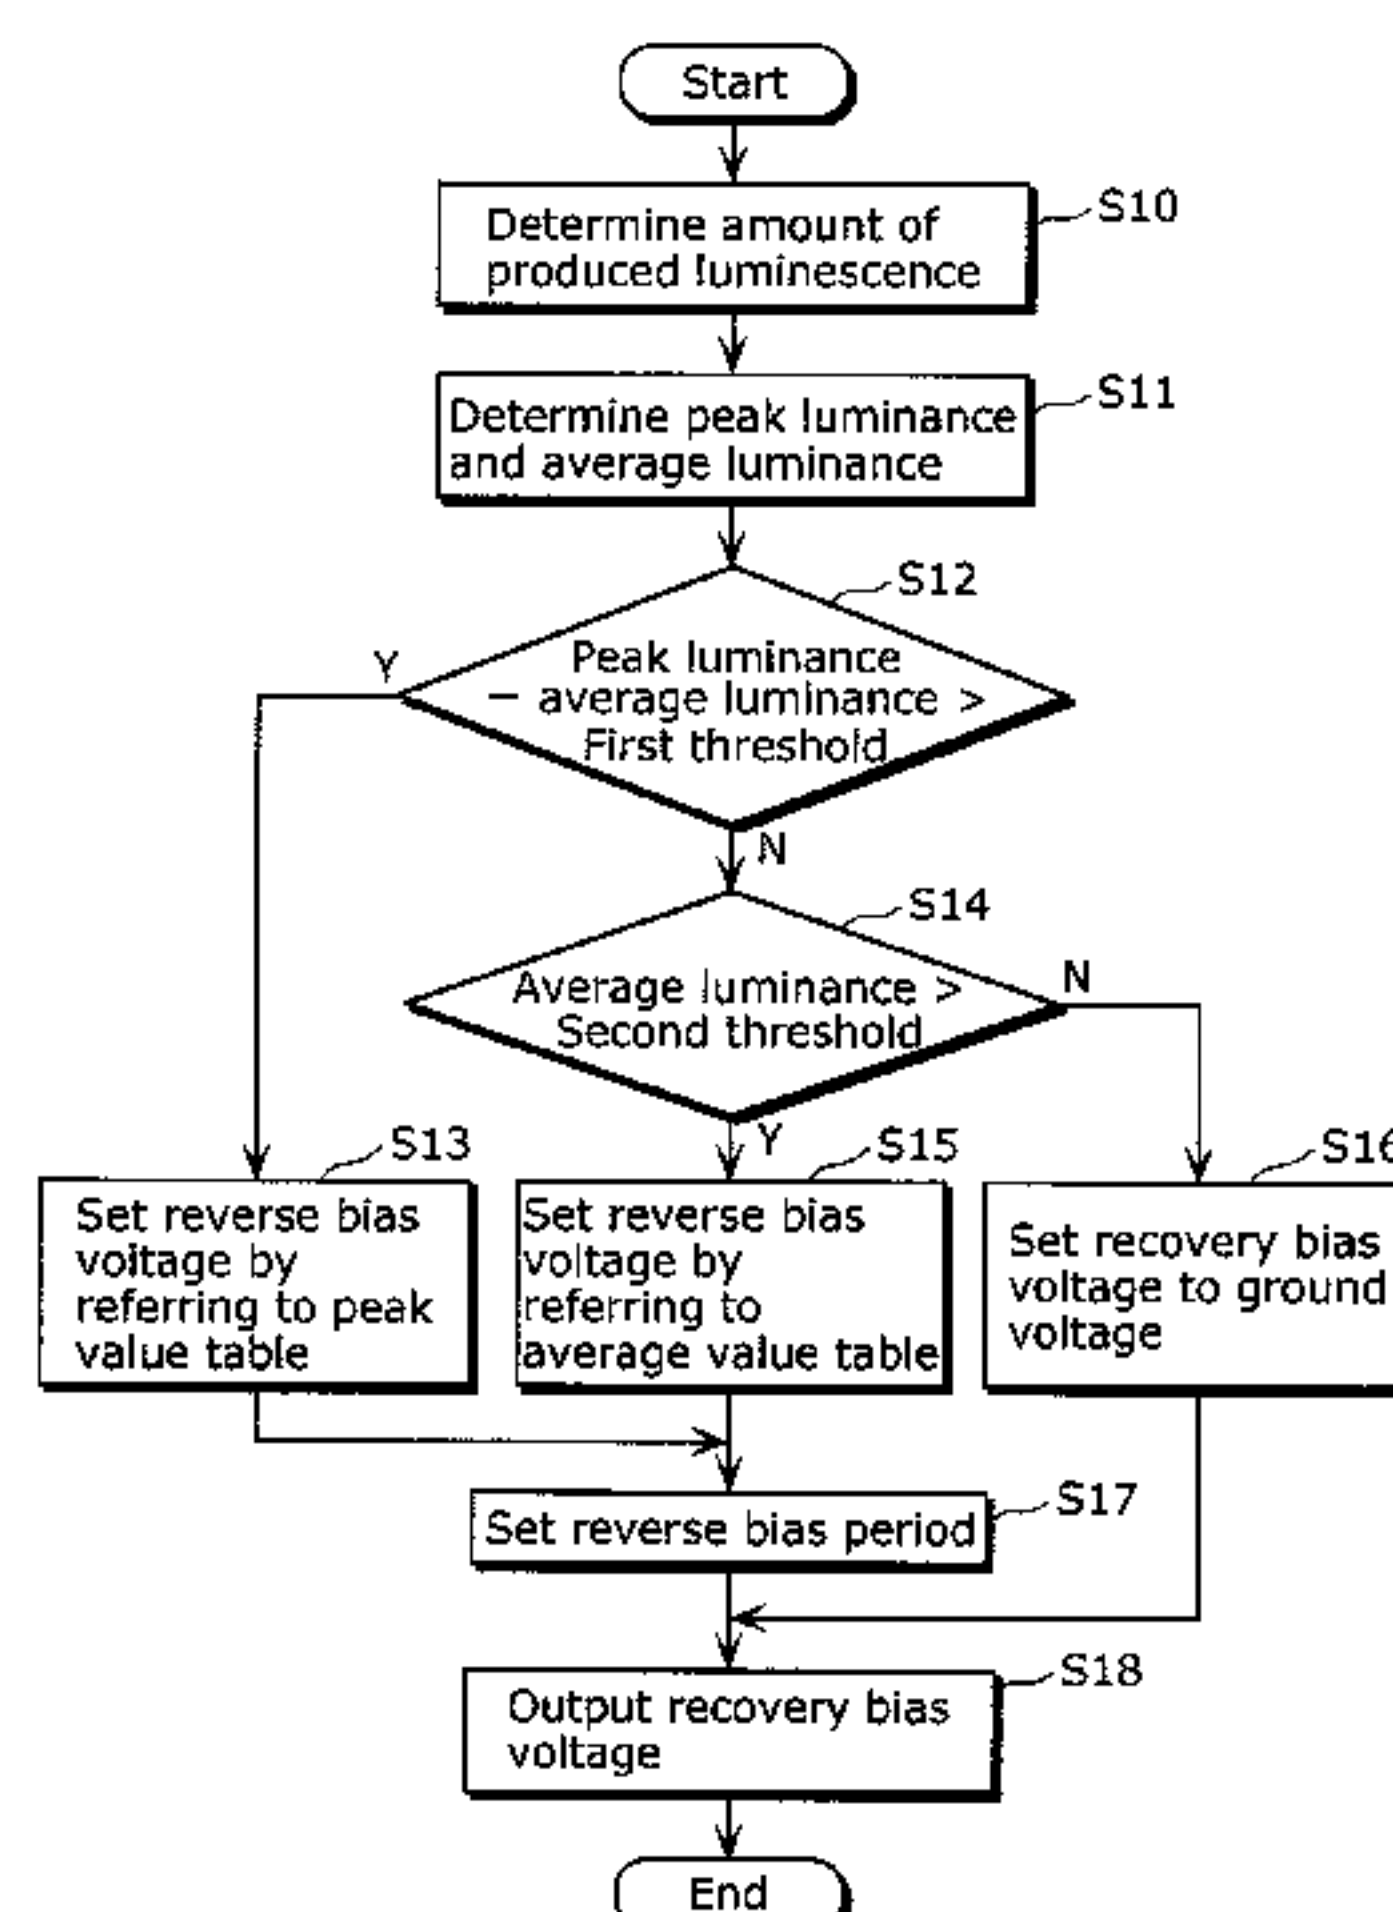 Start
Determine amount of
produced luminescence
S10
Determine peak luminance
and average luminance
S11
S12
Y
Peak luminance
− average luminance >
First threshold
N
S14
Average luminance >
Second threshold
N
Y
S13
Set reverse bias
voltage by
referring to peak
value table
S15
Set reverse bias
voltage by
referring to
average value table
S16
Set recovery bias
voltage to ground
voltage
S17
Set reverse bias period
S18
Output recovery bias
voltage
End